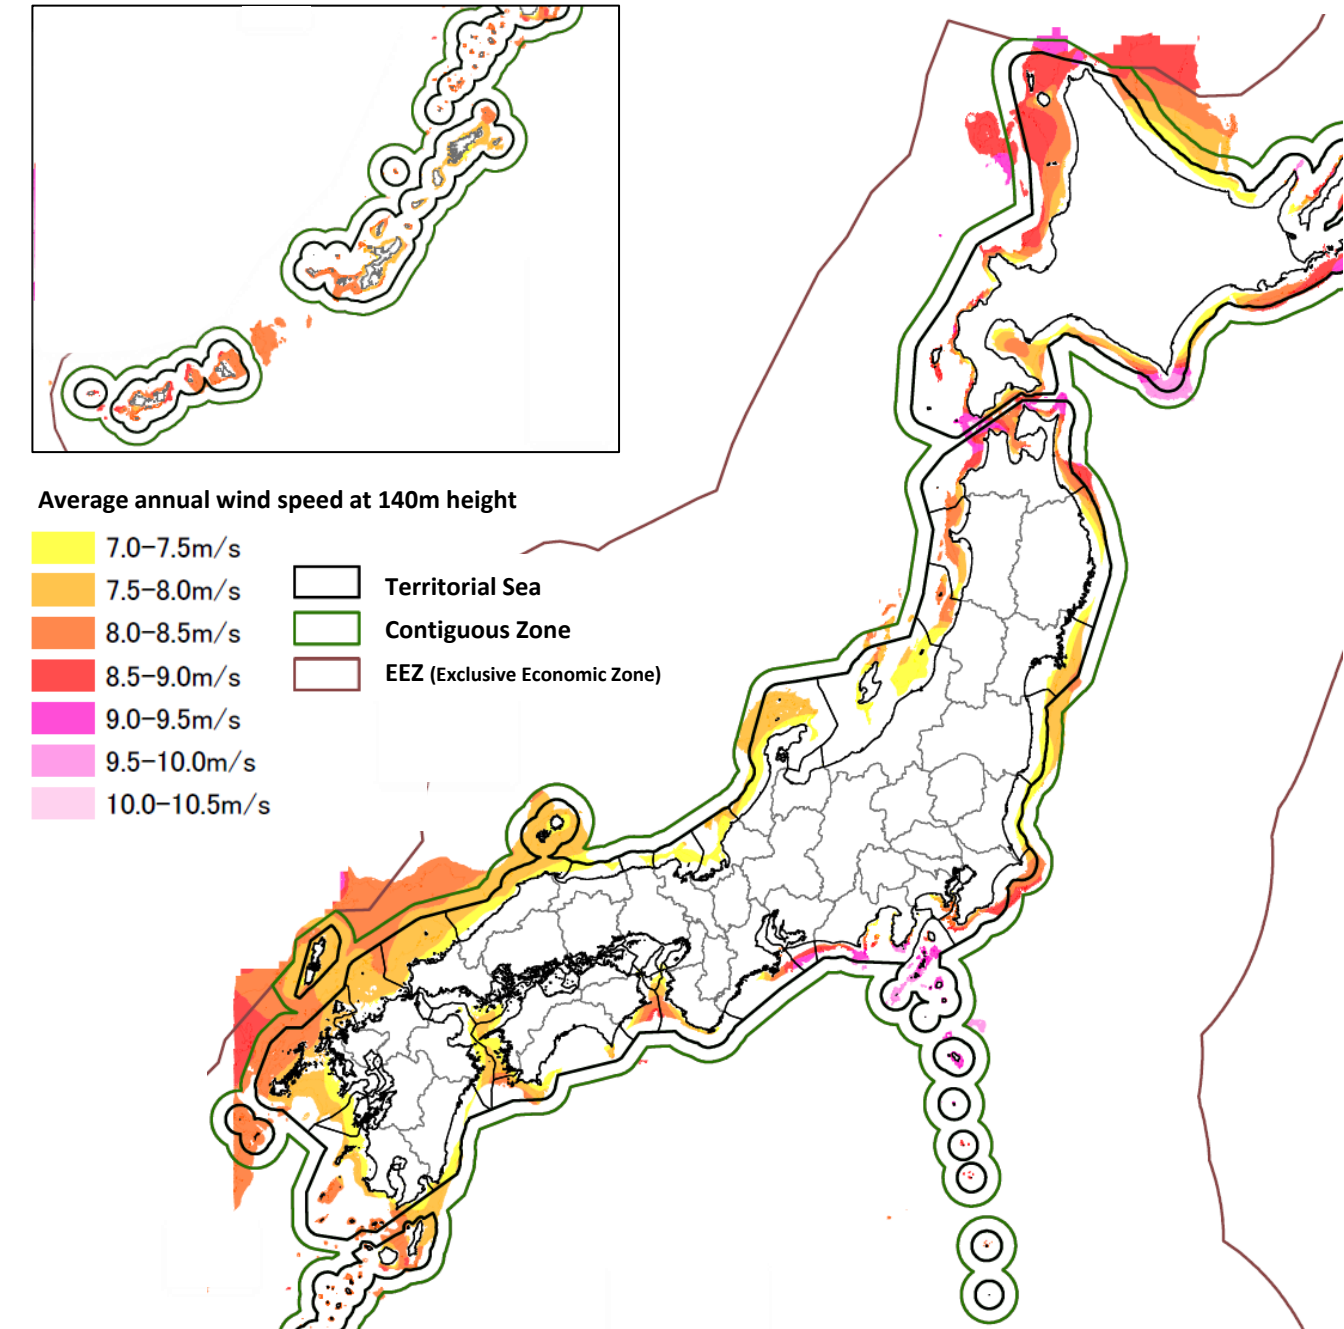 Average annual wind speed at 140m height
7.0-7.5m/s
7.5-8.0m/s
8.0-8.5m/s
8.5-9.0m/s
9.0-9.5m/s
9.5-10.0m/s
10.0-10.5m/s
Territorial Sea
Contiguous Zone
EEZ (Exclusive Economic Zone)